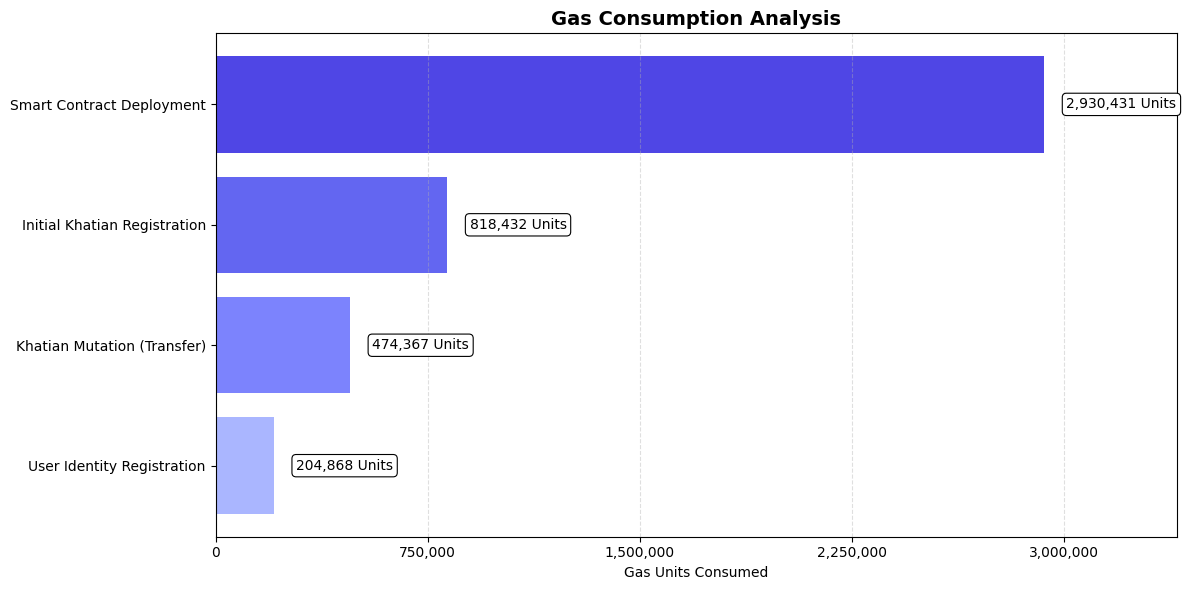 Gas Consumption Analysis
Smart Contract Deployment
2,930,431 Units
Initial Khatian Registration
818,432 Units
Khatian Mutation (Transfer)
474,367 Units
User Identity Registration
204,868 Units
0
750,000
1,500,000
2,250,000
3,000,000
Gas Units Consumed